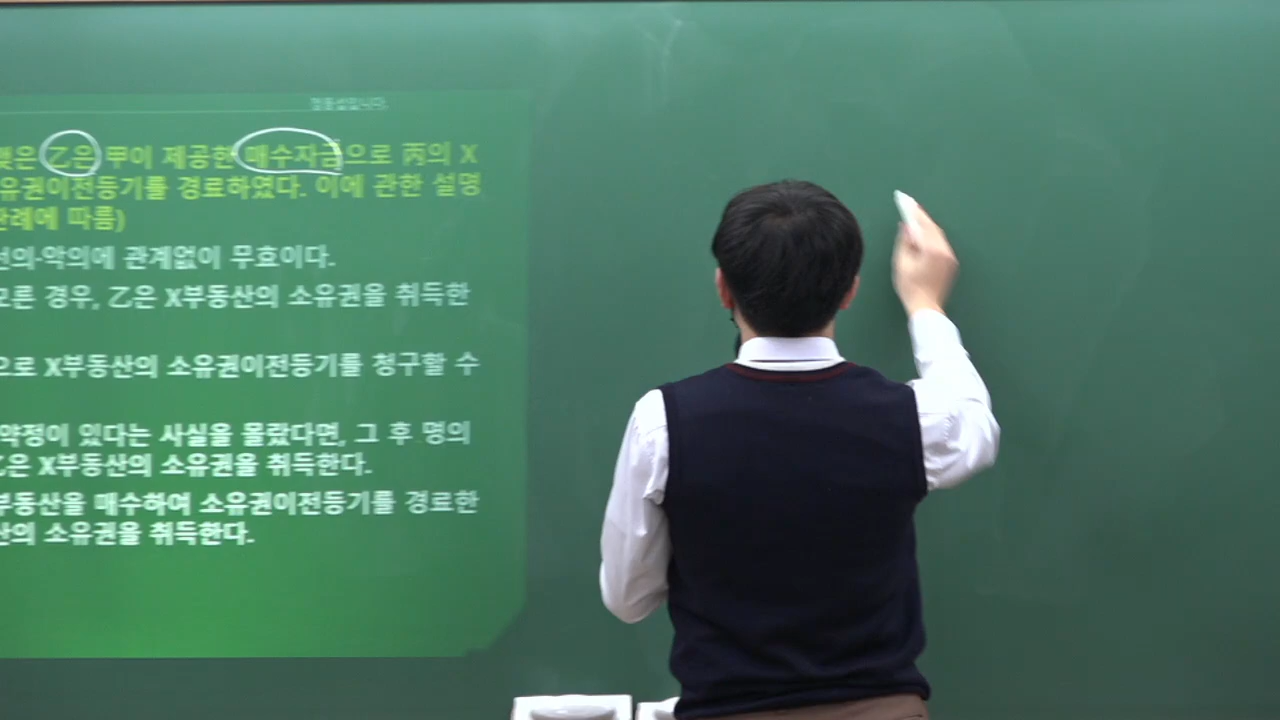 맺은 乙은 甲이 제공한 매수자금으로 丙의 X
유권이전등기를 경료하였다. 이에 관한 설명
판례에 따름)
선의·악의에 관계없이 무효이다.
모른 경우, 乙은 X부동산의 소유권을 취득한
으로 X부동산의 소유권이전등기를 청구할 수
약정이 있다는 사실을 몰랐다면, 그 후 명의
乙은 X부동산의 소유권을 취득한다.
부동산을 매수하여 소유권이전등기를 경료한
산의 소유권을 취득한다.